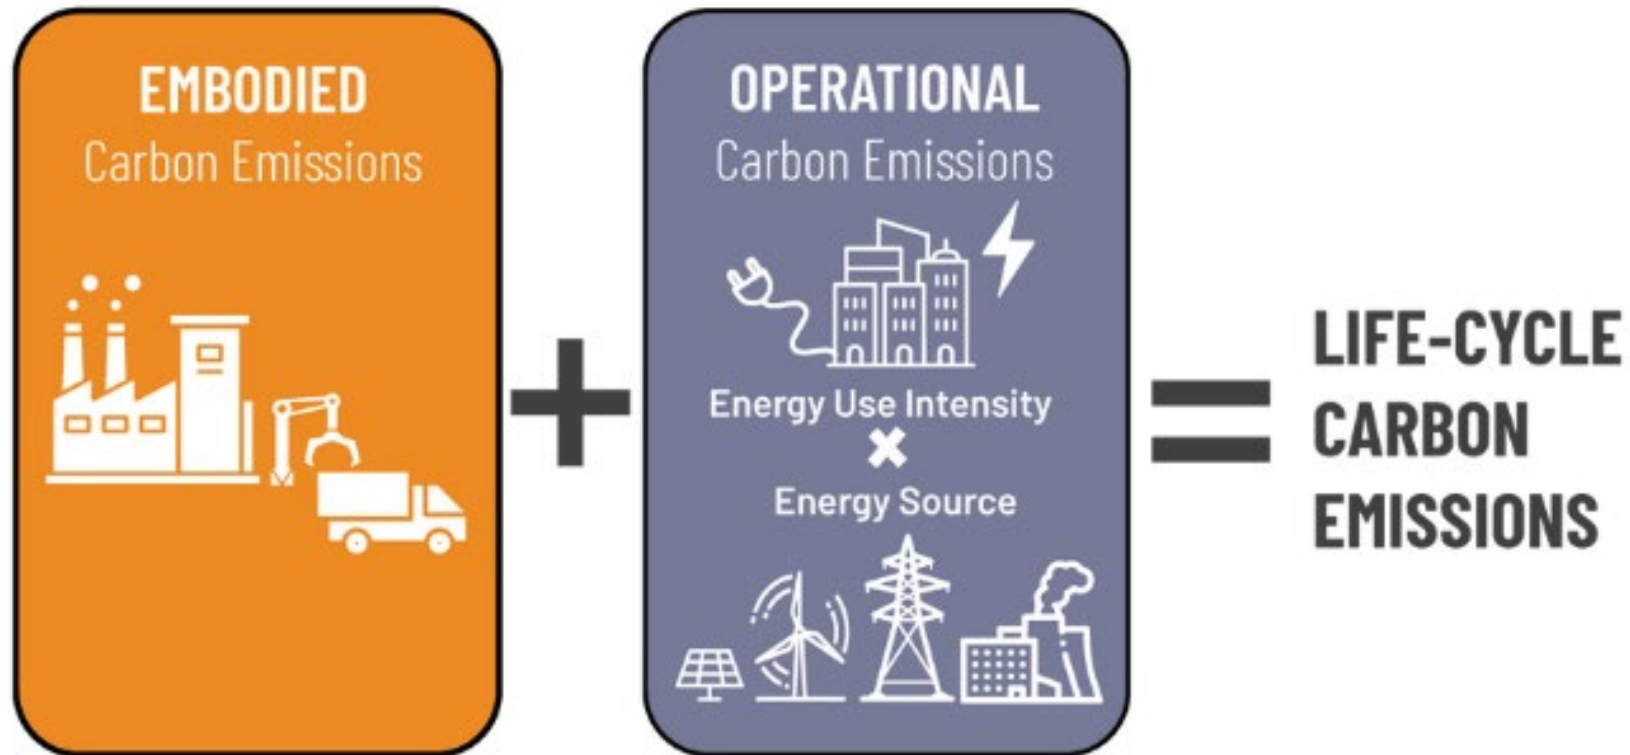 EMBODIED
Carbon Emissions
OPERATIONAL
Carbon Emissions
Energy Use Intensity
×
Energy Source
+
=
LIFE-CYCLE
CARBON
EMISSIONS